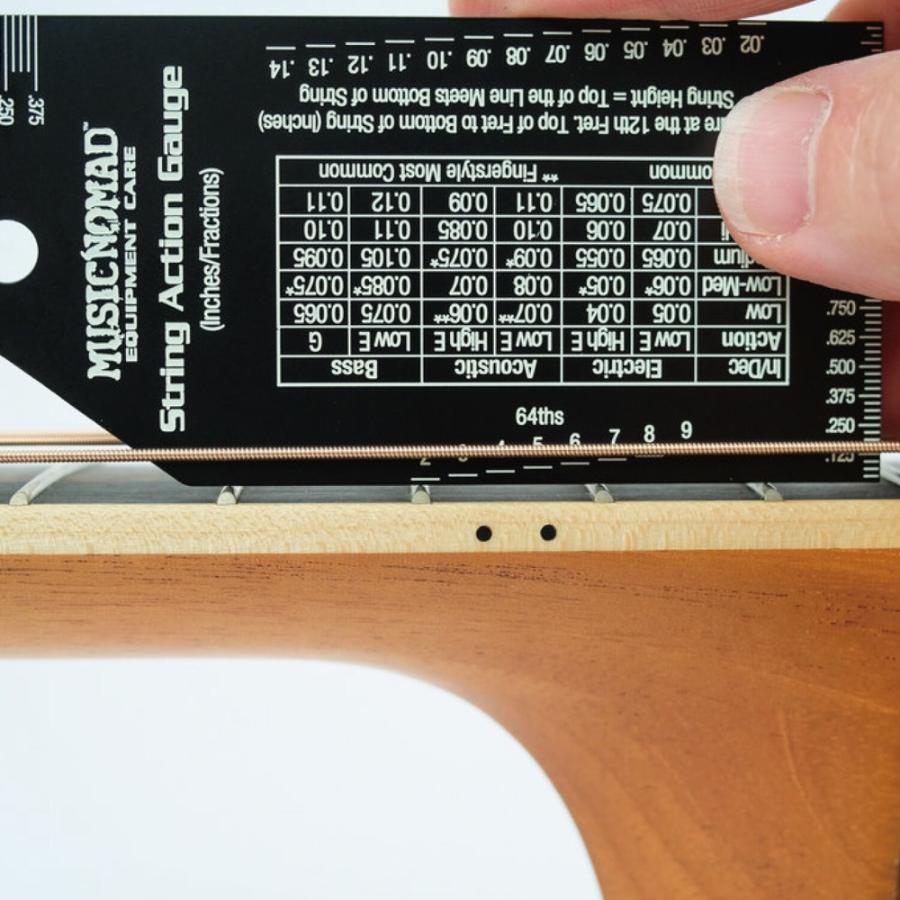 .02 .03 .04 .05 .06 .07 .08 .09 .10 .11 .12 .13 .14
String Height = Top of the Line Meets Bottom of String
at the 12th Fret. Top of Fret to Bottom of String (Inches)
**Fingerstyle Most Common
0.075 0.065 0.11 0.09 0.12 0.11
0.07 0.06 0.10 0.085 0.11 0.10
0.065 0.055 0.09* 0.075* 0.105 0.095
Low-Med 0.06* 0.05* 0.08 0.07 0.085* 0.075*
Low 0.05 0.04 0.07** 0.06** 0.075 0.065
Action Low E High E Low E High E Low E G
In/Dec Electric Acoustic Bass
MUSICNOMAD™
EQUIPMENT CARE
String Action Gauge
(Inches/Fractions)
.250 .375
64ths
5 6 7 8 9
.750
.625
.500
.375
.250